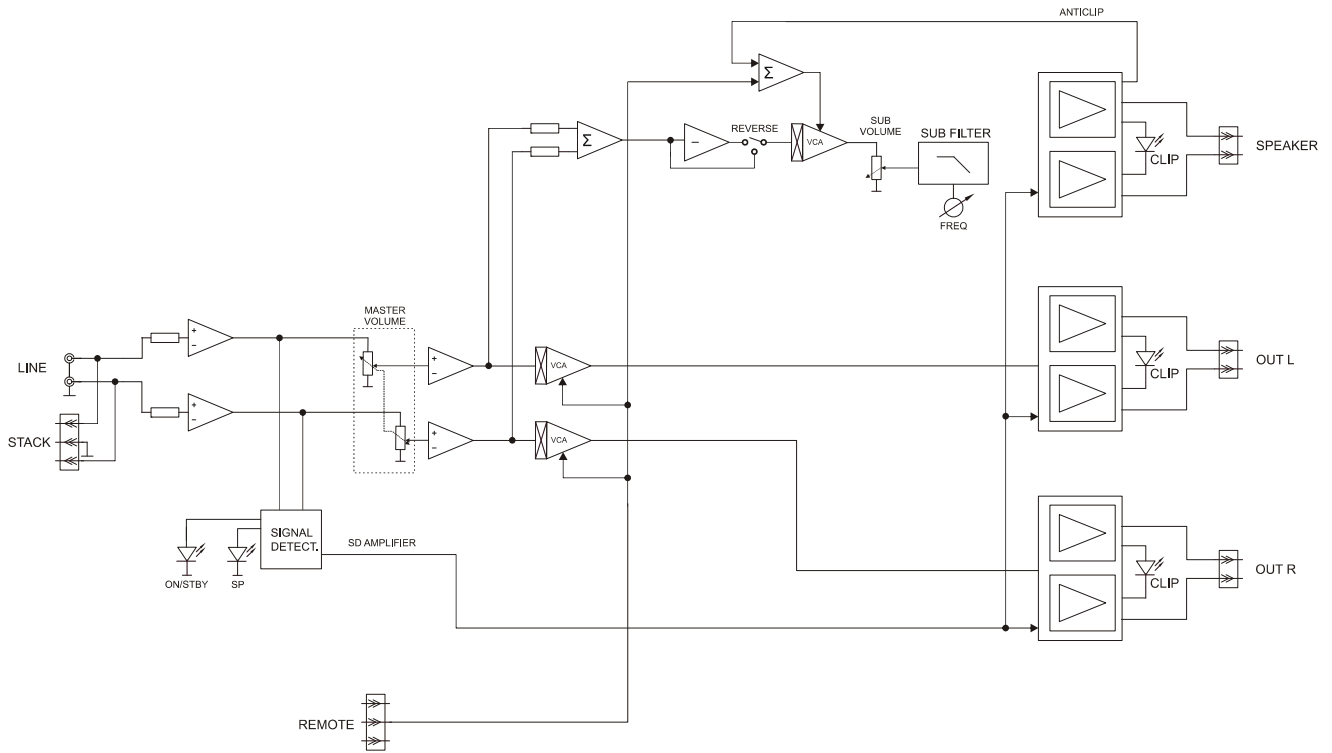 ANTICLIP
Σ
REVERSE
SUB
VOLUME
SUB FILTER
Σ
−
VCA
CLIP
SPEAKER
FREQ
MASTER
VOLUME
LINE
+
−
+
−
VCA
CLIP
OUT L
STACK
+
−
+
−
VCA
SIGNAL
DETECT.
SD AMPLIFIER
ON/STBY
SP
CLIP
OUT R
REMOTE